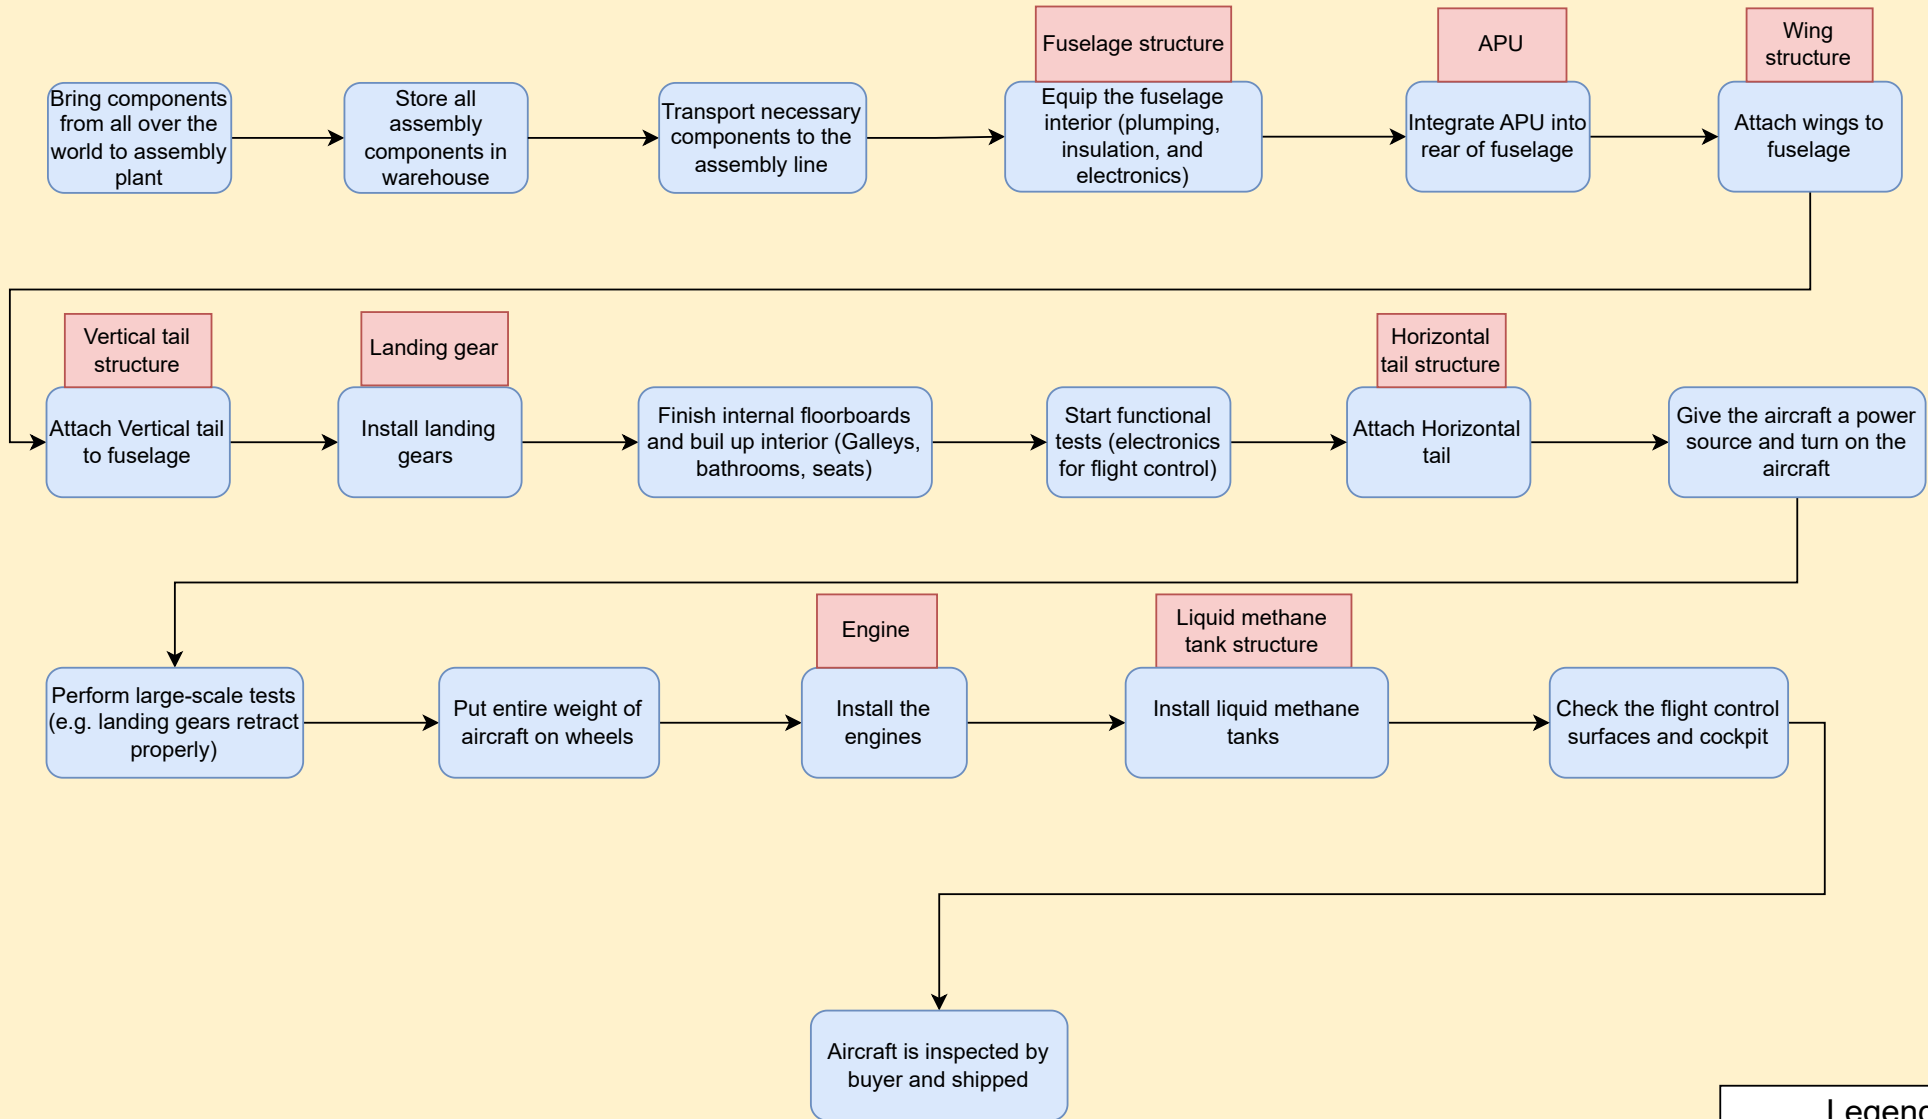 Fuselage structure
APU
Wing
structure
Bring components
from all over the
world to assembly
plant
Store all
assembly
components in
warehouse
Transport necessary
components to the
assembly line
Equip the fuselage
interior (plumping,
insulation, and
electronics)
Integrate APU into
rear of fuselage
Attach wings to
fuselage
Vertical tail
structure
Landing gear
Horizontal
tail structure
Attach Vertical tail
to fuselage
Install landing
gears
Finish internal floorboards
and buil up interior (Galleys,
bathrooms, seats)
Start functional
tests (electronics
for flight control)
Attach Horizontal
tail
Give the aircraft a power
source and turn on the
aircraft
Engine
Liquid methane
tank structure
Perform large-scale tests
(e.g. landing gears retract
properly)
Put entire weight of
aircraft on wheels
Install the
engines
Install liquid methane
tanks
Check the flight control
surfaces and cockpit
Aircraft is inspected by
buyer and shipped
Legend